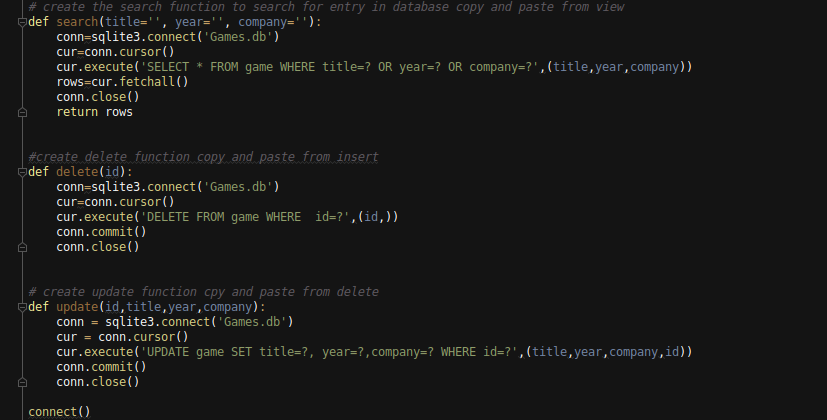 # create the search function to search for entry in database copy and paste from view
def search(title='', year='', company=''):
    conn=sqlite3.connect('Games.db')
    cur=conn.cursor()
    cur.execute('SELECT * FROM game WHERE title=? OR year=? OR company=?',(title,year,company))
    rows=cur.fetchall()
    conn.close()
    return rows
#create delete function copy and paste from insert
def delete(id):
    conn=sqlite3.connect('Games.db')
    cur=conn.cursor()
    cur.execute('DELETE FROM game WHERE  id=?',(id,))
    conn.commit()
    conn.close()
# create update function cpy and paste from delete
def update(id,title,year,company):
    conn = sqlite3.connect('Games.db')
    cur = conn.cursor()
    cur.execute('UPDATE game SET title=?, year=?,company=? WHERE id=?',(title,year,company,id))
    conn.commit()
    conn.close()
connect()